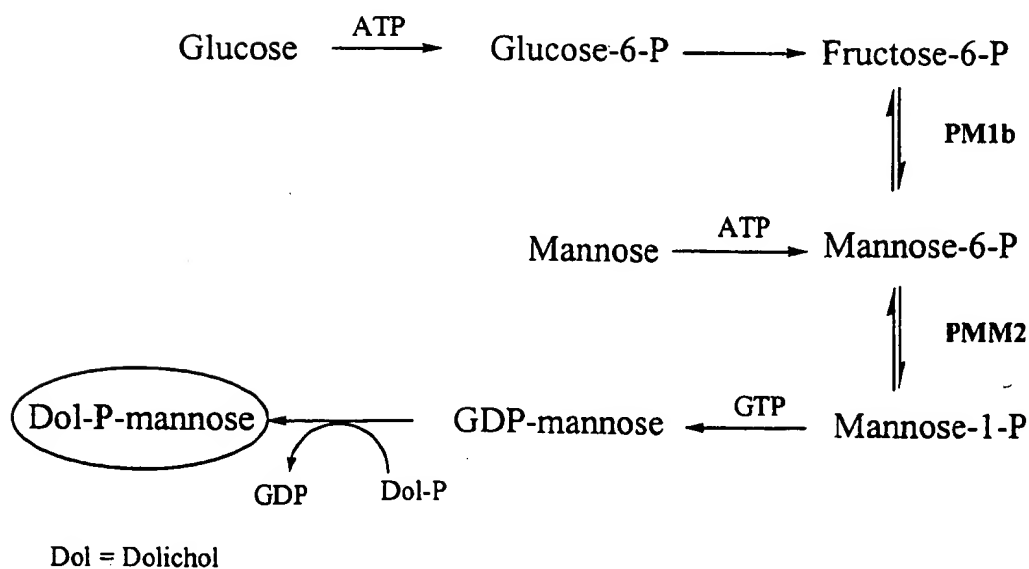 ATP
Glucose Glucose-6-P Fructose-6-P
PM1b
ATP
Mannose Mannose-6-P
PMM2
GTP
Dol-P-mannose GDP-mannose Mannose-1-P
GDP Dol-P
Dol = Dolichol